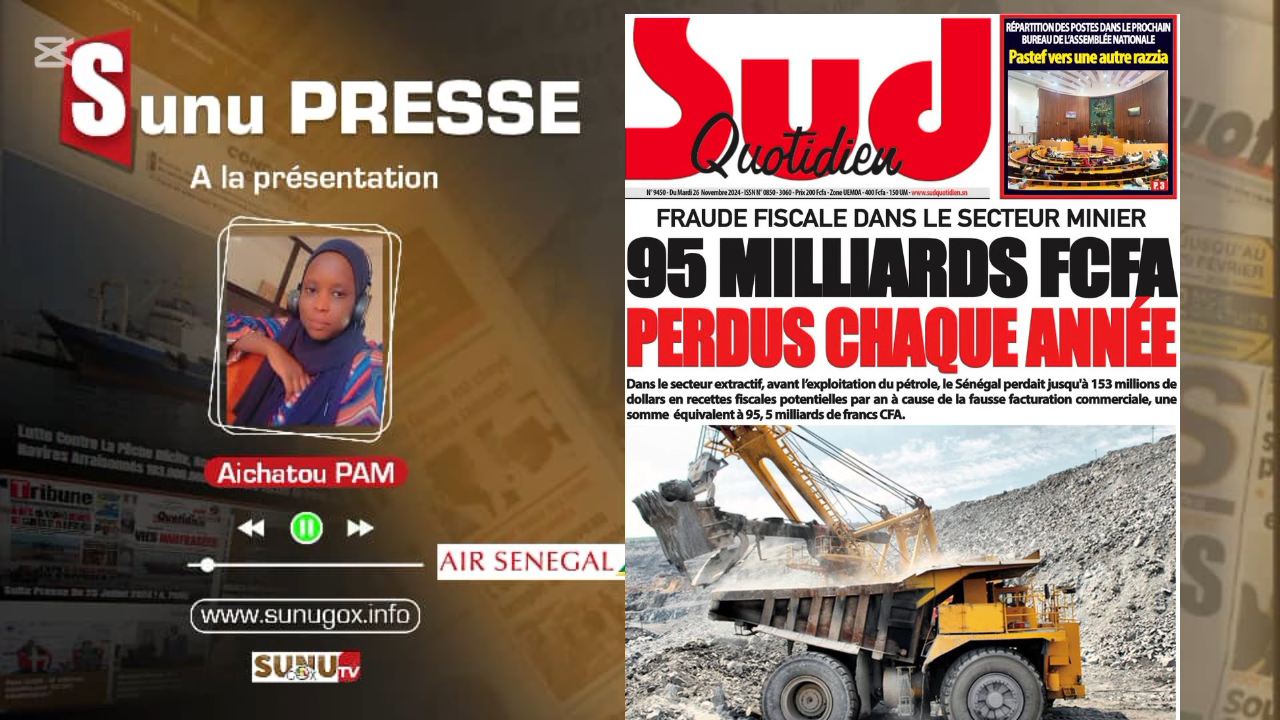 Sunu PRESSE
A la présentation
Aichatou PAM
AIR SENEGAL
www.sunugox.info
SUNU
GOX
TV
Sud
Quotidien
N° 9450 - Du Mardi 26 Novembre 2024 - ISSN N° 0850 - 3060 - Prix 200 Fcfa - Zone UEMOA - 400 Fcfa - 150 UM - www.sudquotidien.sn
RÉPARTITION DES POSTES DANS LE PROCHAIN
BUREAU DE L'ASSEMBLÉE NATIONALE
Pastef vers une autre razzia
P. 3
FRAUDE FISCALE DANS LE SECTEUR MINIER
95 MILLIARDS FCFA
PERDUS CHAQUE ANNÉE
Dans le secteur extractif, avant l'exploitation du pétrole, le Sénégal perdait jusqu'à 153 millions de
dollars en recettes fiscales potentielles par an à cause de la fausse facturation commerciale, une
somme équivalent à 95, 5 milliards de francs CFA.
Tribune
Quotidien
JUSQU'AU
FÉVRIER